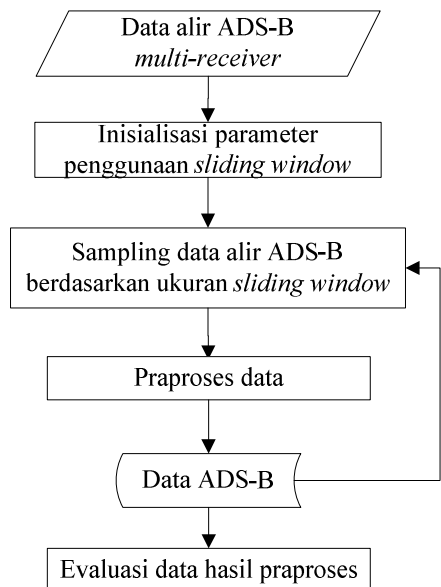 Data alir ADS-B
multi-receiver
Inisialisasi parameter
penggunaan sliding window
Sampling data alir ADS-B
berdasarkan ukuran sliding window
Praproses data
Data ADS-B
Evaluasi data hasil praproses